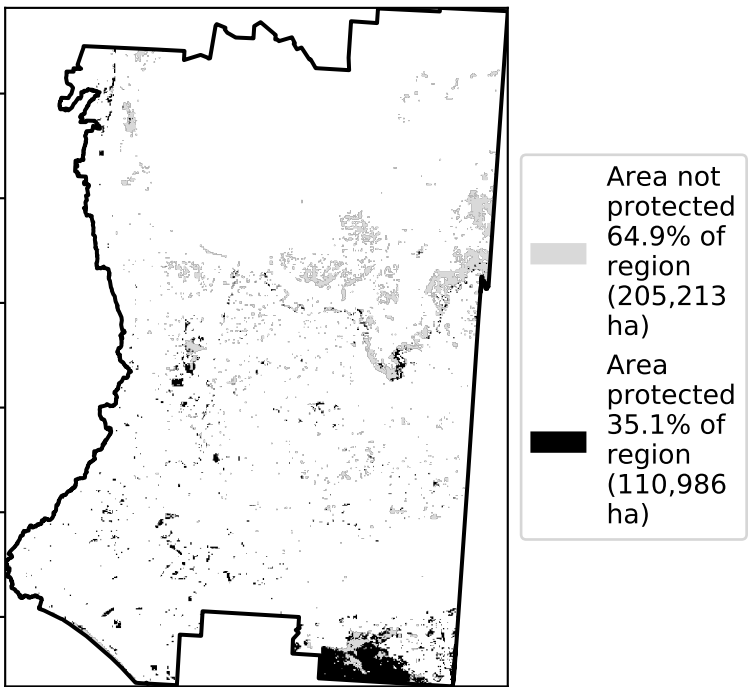 Area not
protected
64.9% of
region
(205,213
ha)
Area
protected
35.1% of
region
(110,986
ha)